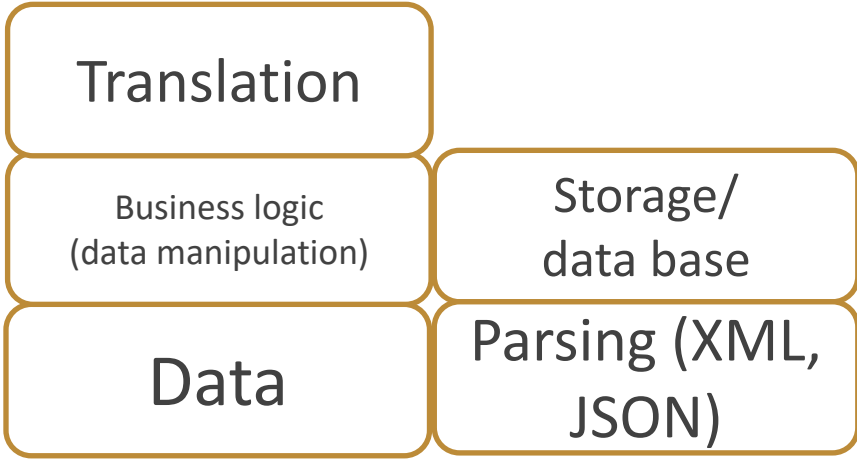 Translation
Business logic
(data manipulation)
Storage/
data base
Data
Parsing (XML,
JSON)